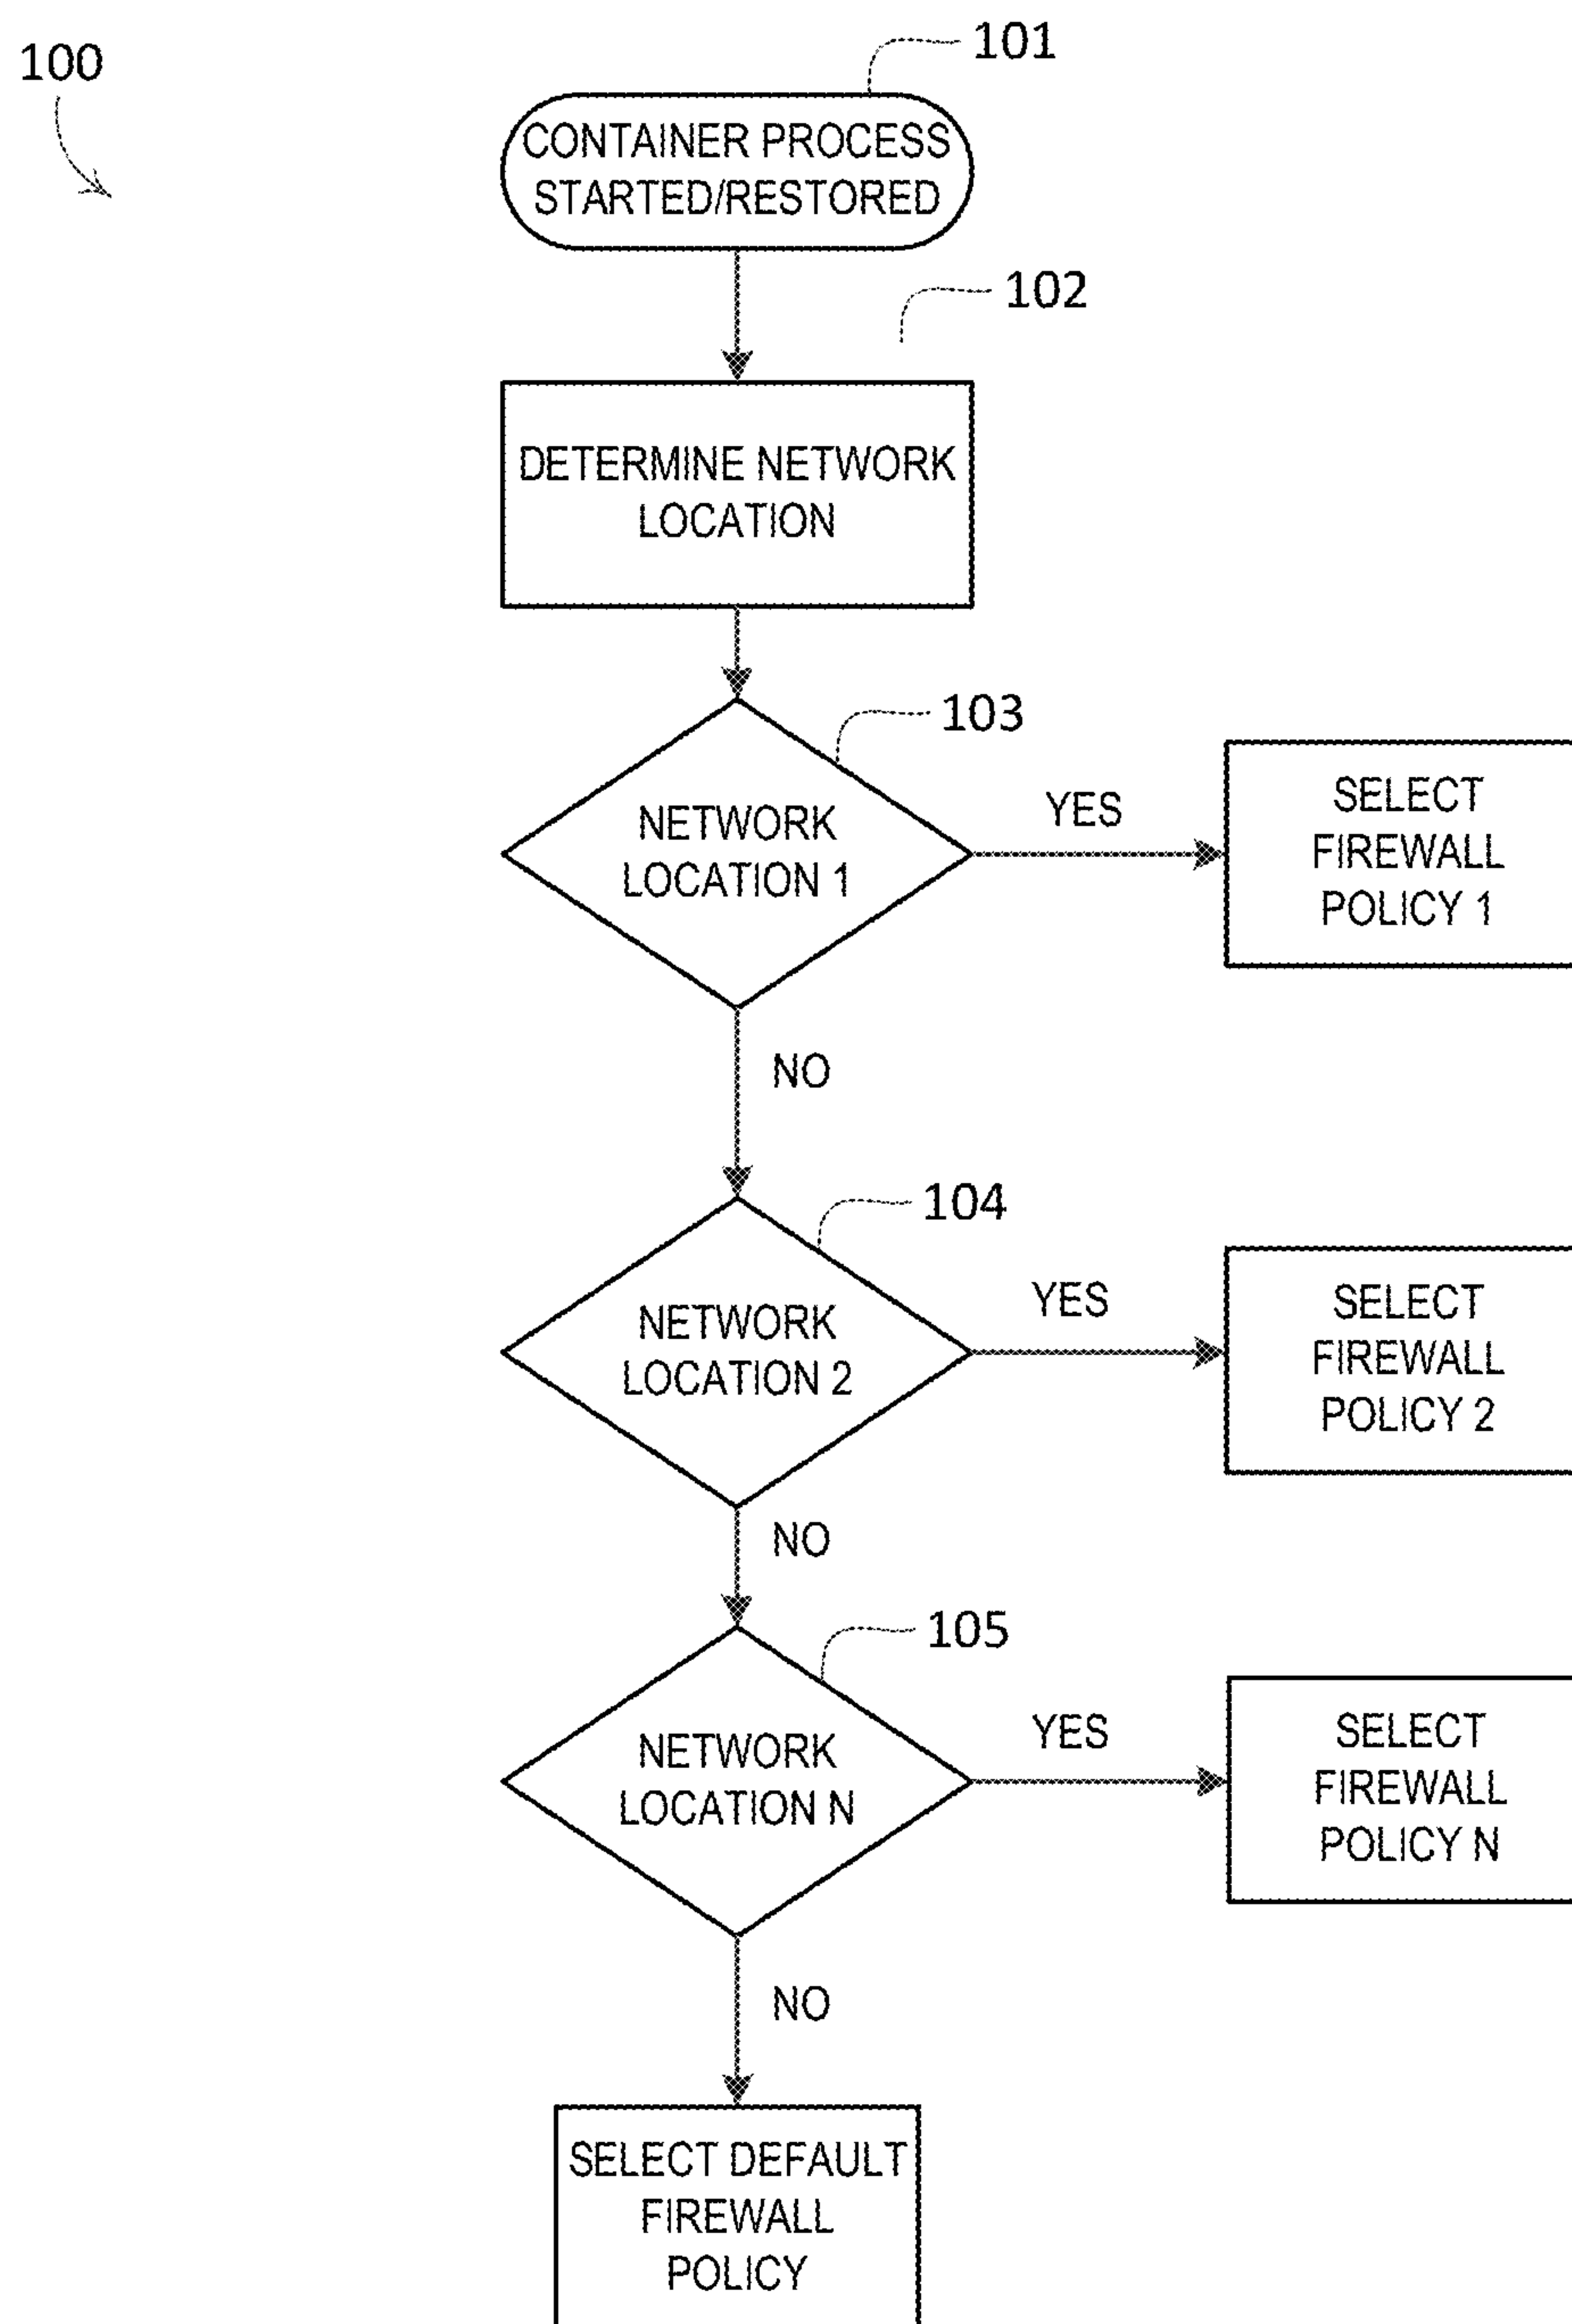 100
101
CONTAINER PROCESS
STARTED/RESTORED
102
DETERMINE NETWORK
LOCATION
103
NETWORK
LOCATION 1
YES
SELECT
FIREWALL
POLICY 1
NO
104
NETWORK
LOCATION 2
YES
SELECT
FIREWALL
POLICY 2
NO
105
NETWORK
LOCATION N
YES
SELECT
FIREWALL
POLICY N
NO
SELECT DEFAULT
FIREWALL
POLICY